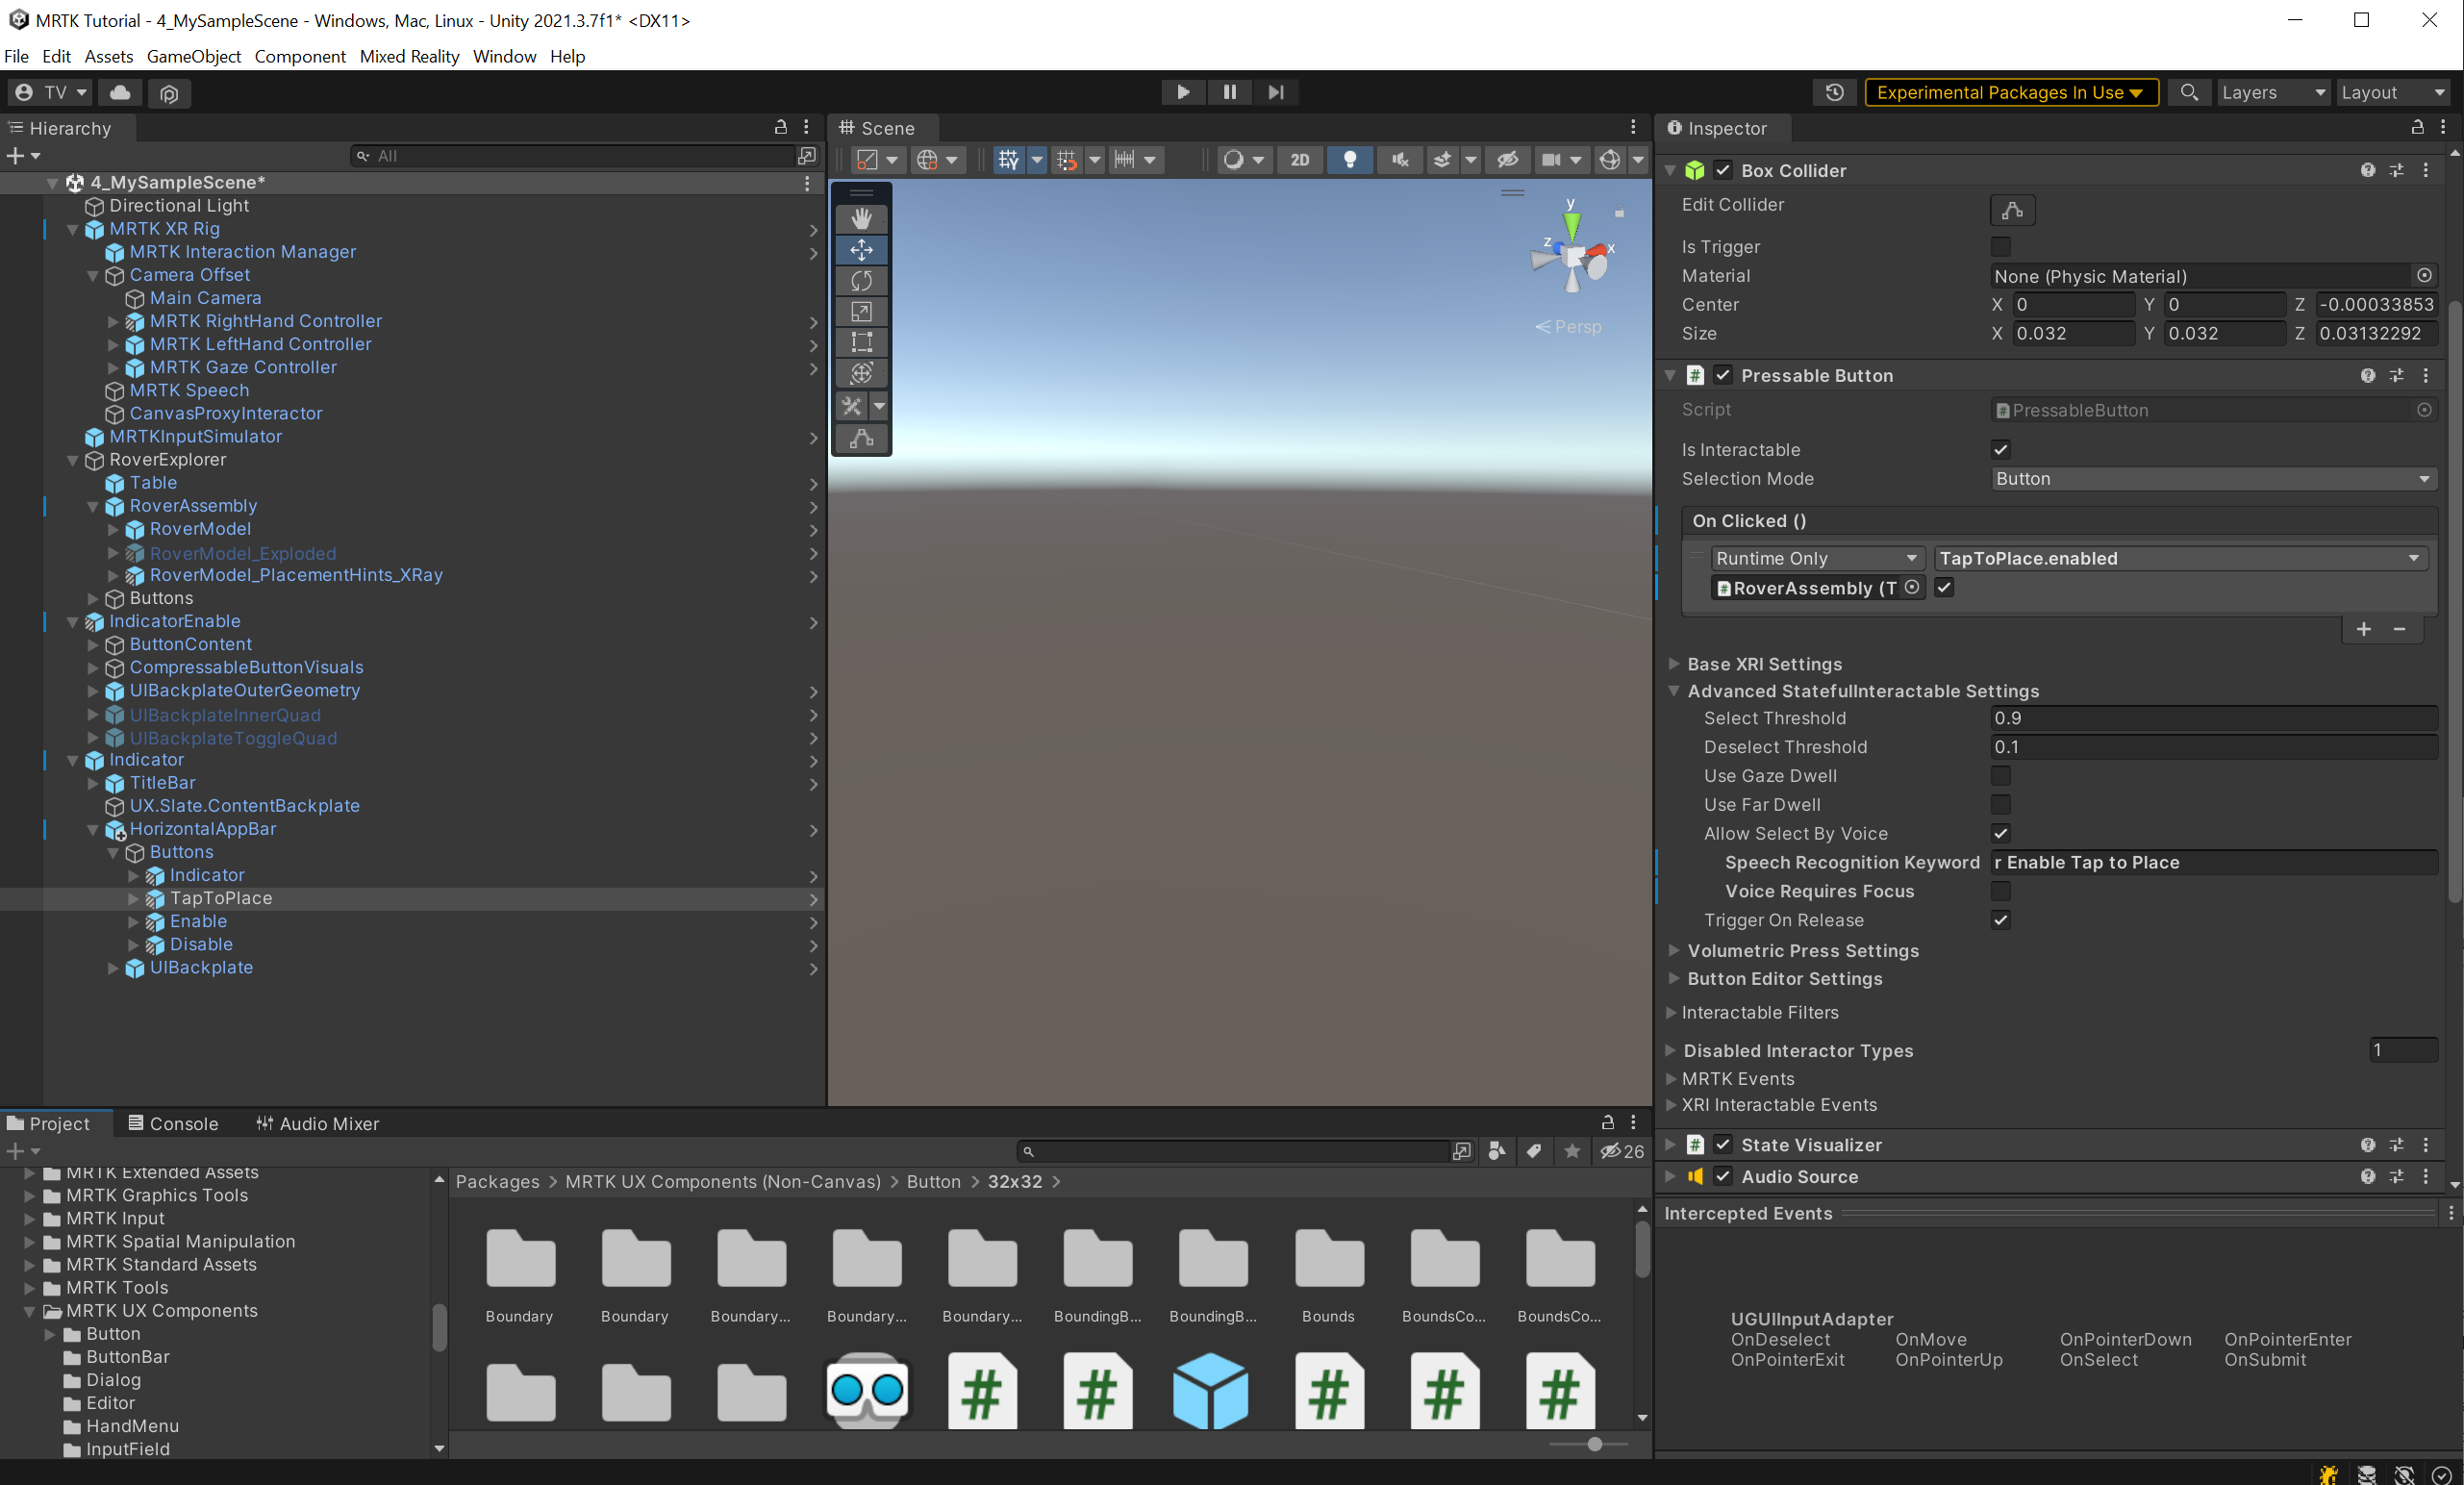 MRTK Tutorial - 4_MySampleScene - Windows, Mac, Linux - Unity 2021.3.7f1* <DX11>
File Edit Assets GameObject Component Mixed Reality Window Help
TV
Experimental Packages In Use
Layers
Layout
Hierarchy
All
4_MySampleScene*
Directional Light
MRTK XR Rig
MRTK Interaction Manager
Camera Offset
Main Camera
MRTK RightHand Controller
MRTK LeftHand Controller
MRTK Gaze Controller
MRTK Speech
CanvasProxyInteractor
MRTKInputSimulator
RoverExplorer
Table
RoverAssembly
RoverModel
RoverModel_Exploded
RoverModel_PlacementHints_XRay
Buttons
IndicatorEnable
ButtonContent
CompressableButtonVisuals
UIBackplateOuterGeometry
UIBackplateInnerQuad
UIBackplateToggleQuad
Indicator
TitleBar
UX.Slate.ContentBackplate
HorizontalAppBar
Buttons
Indicator
TapToPlace
Enable
Disable
UIBackplate
Scene
2D
y
z
x
Persp
Inspector
Box Collider
Edit Collider
Is Trigger
Material None (Physic Material)
Center X 0 Y 0 Z -0.00033853
Size X 0.032 Y 0.032 Z 0.03132292
Pressable Button
Script PressableButton
Is Interactable
Selection Mode Button
On Clicked ()
Runtime Only TapToPlace.enabled
RoverAssembly (T
+ -
Base XRI Settings
Advanced StatefulInteractable Settings
Select Threshold 0.9
Deselect Threshold 0.1
Use Gaze Dwell
Use Far Dwell
Allow Select By Voice
Speech Recognition Keyword r Enable Tap to Place
Voice Requires Focus
Trigger On Release
Volumetric Press Settings
Button Editor Settings
Interactable Filters
Disabled Interactor Types 1
MRTK Events
XRI Interactable Events
State Visualizer
Audio Source
Intercepted Events
UGUIInputAdapter
OnDeselect OnMove OnPointerDown OnPointerEnter
OnPointerExit OnPointerUp OnSelect OnSubmit
Project Console Audio Mixer
26
MRTK Extended Assets
MRTK Graphics Tools
MRTK Input
MRTK Spatial Manipulation
MRTK Standard Assets
MRTK Tools
MRTK UX Components
Button
ButtonBar
Dialog
Editor
HandMenu
InputField
Packages > MRTK UX Components (Non-Canvas) > Button > 32x32 >
Boundary Boundary Boundary... Boundary... Boundary... BoundingB... BoundingB... Bounds BoundsCo... BoundsCo...